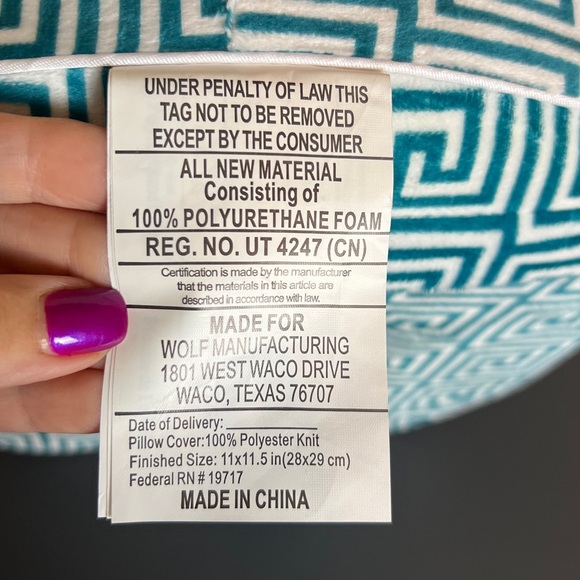 UNDER PENALTY OF LAW THIS
TAG NOT TO BE REMOVED
EXCEPT BY THE CONSUMER
ALL NEW MATERIAL
Consisting of
100% POLYURETHANE FOAM
REG. NO. UT 4247 (CN)
Certification is made by the manufacturer
that the materials in this article are
described in accordance with law.
MADE FOR
WOLF MANUFACTURING
1801 WEST WACO DRIVE
WACO, TEXAS 76707
Date of Delivery: ____________
Pillow Cover:100% Polyester Knit
Finished Size: 11x11.5 in(28x29 cm)
Federal RN # 19717
MADE IN CHINA